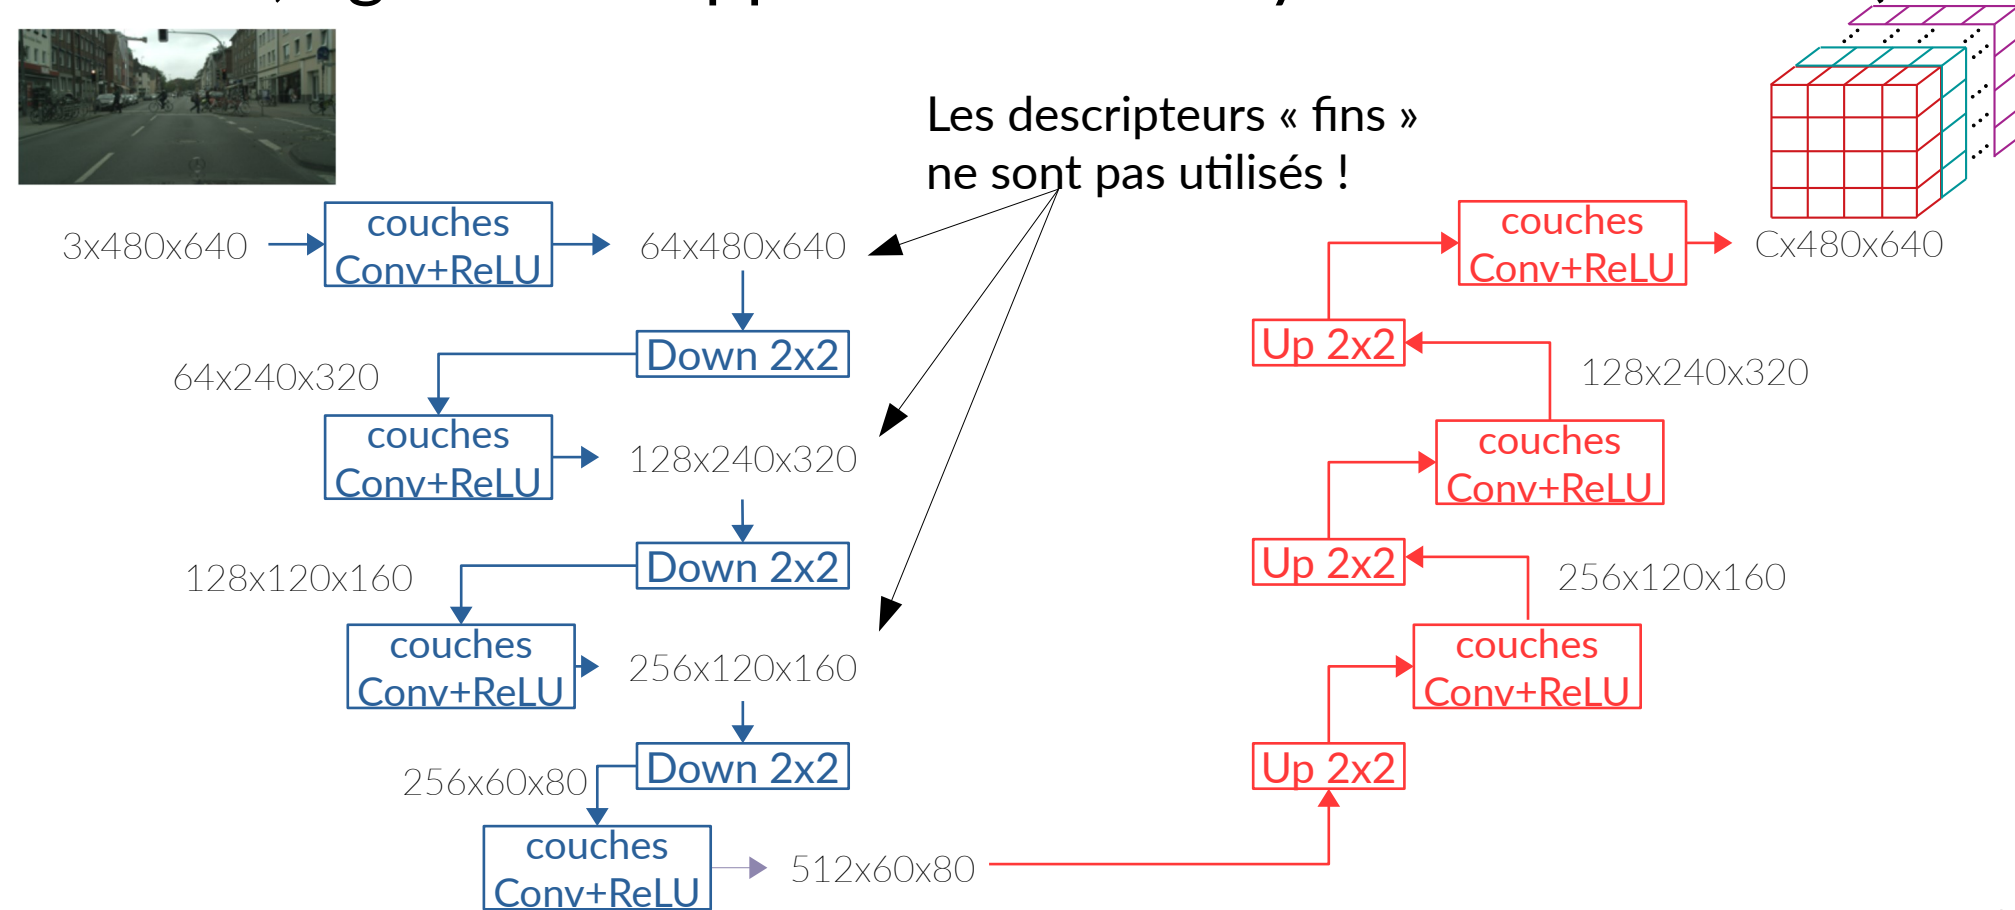 Les descripteurs « fins »
ne sont pas utilisés !
3x480x640
couches
Conv+ReLU
64x480x640
couches
Conv+ReLU
Cx480x640
Down 2x2
Up 2x2
64x240x320
128x240x320
couches
Conv+ReLU
128x240x320
couches
Conv+ReLU
Down 2x2
Up 2x2
128x120x160
256x120x160
couches
Conv+ReLU
256x120x160
couches
Conv+ReLU
Down 2x2
Up 2x2
256x60x80
couches
Conv+ReLU
512x60x80